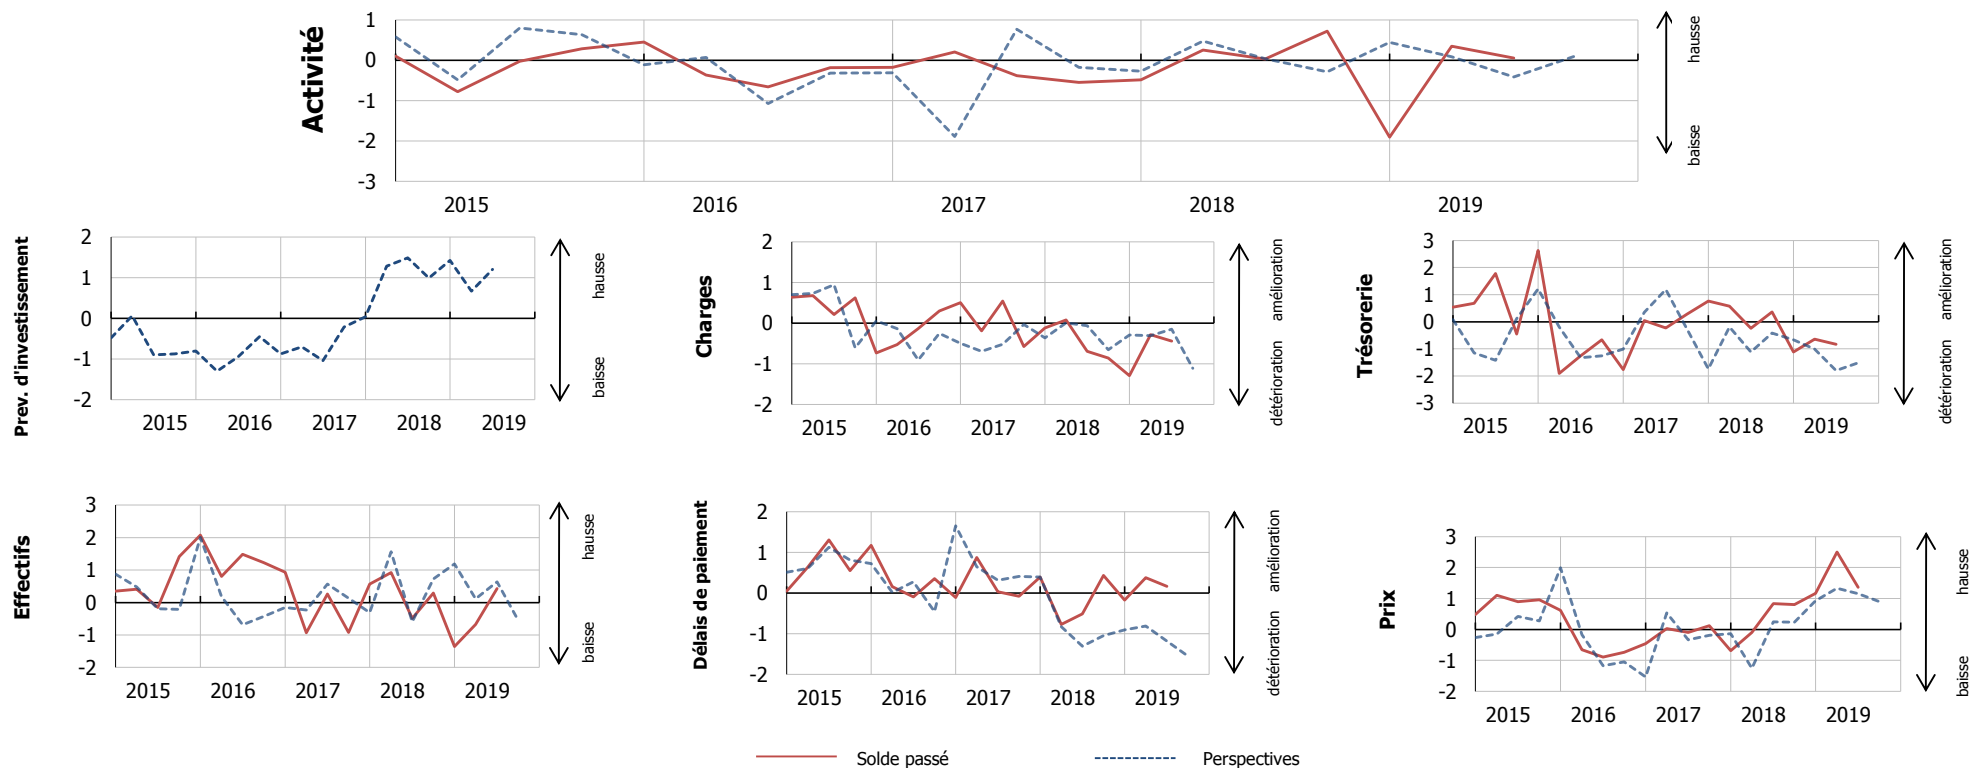 Activité
1
0
-1
-2
-3
2015 2016 2017 2018 2019
hausse
baisse
Prev. d'investissement
2
1
0
-1
-2
2015 2016 2017 2018 2019
hausse
baisse
Charges
2
1
0
-1
-2
2015 2016 2017 2018 2019
amélioration
détérioration
Trésorerie
3
2
1
0
-1
-2
-3
2015 2016 2017 2018 2019
amélioration
détérioration
Effectifs
3
2
1
0
-1
-2
2015 2016 2017 2018 2019
hausse
baisse
Délais de paiement
2
1
0
-1
-2
2015 2016 2017 2018 2019
amélioration
détérioration
Prix
3
2
1
0
-1
-2
2015 2016 2017 2018 2019
hausse
baisse
Solde passé
Perspectives